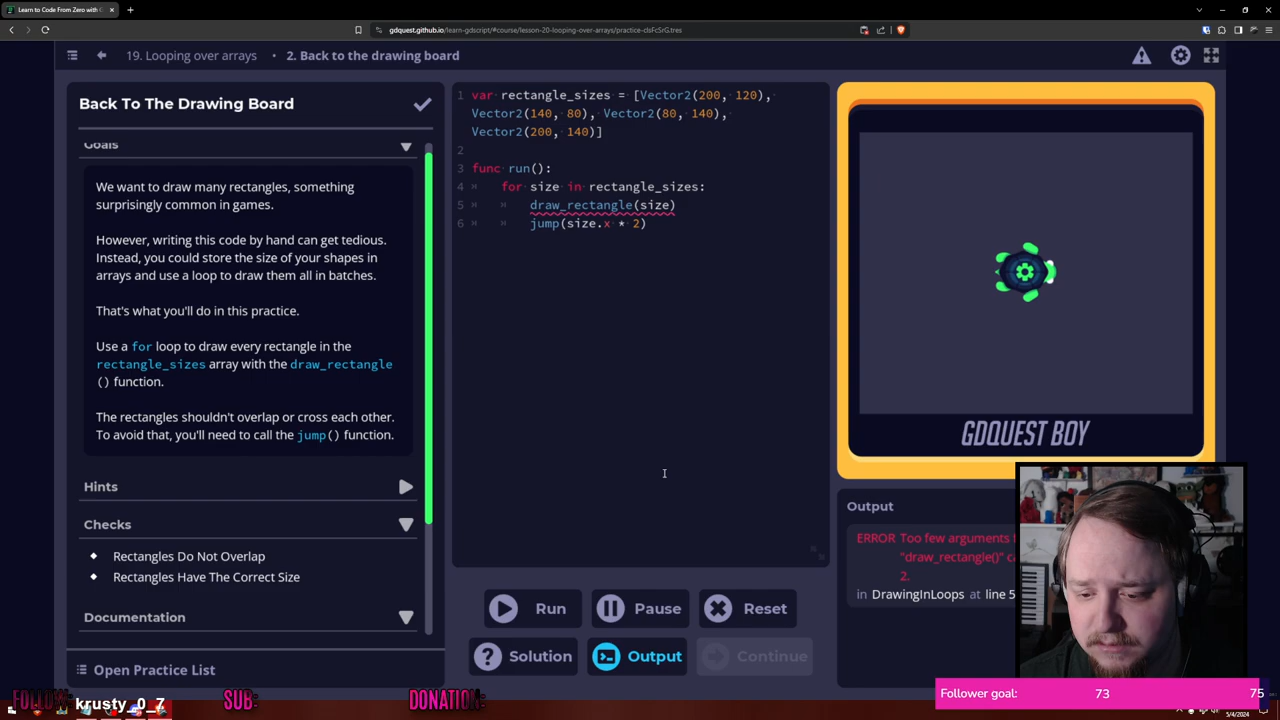 Learn to Code From Zero with
gdquest.github.io/learn-gdscript/#course/lesson-20-looping-over-arrays/practice-clsFcSrG.tres
19. Looping over arrays • 2. Back to the drawing board
Back To The Drawing Board
Goals
We want to draw many rectangles, something
surprisingly common in games.
However, writing this code by hand can get tedious.
Instead, you could store the size of your shapes in
arrays and use a loop to draw them all in batches.
That's what you'll do in this practice.
Use a for loop to draw every rectangle in the
rectangle_sizes array with the draw_rectangle
() function.
The rectangles shouldn't overlap or cross each other.
To avoid that, you'll need to call the jump() function.
Hints
Checks
Rectangles Do Not Overlap
Rectangles Have The Correct Size
Documentation
Open Practice List
1 var rectangle_sizes = [Vector2(200, 120),
Vector2(140, 80), Vector2(80, 140),
Vector2(200, 140)]
2
3 func run():
4 for size in rectangle_sizes:
5 draw_rectangle(size)
6 jump(size.x * 2)
Run
Pause
Reset
Solution
Output
Continue
GDQUEST BOY
Output
ERROR Too few arguments
"draw_rectangle()"
2.
in DrawingInLoops at line 5
FOLLOW:
krusty_0_7
SUB:
DONATION:
Follower goal: 73 75
5/4/2024